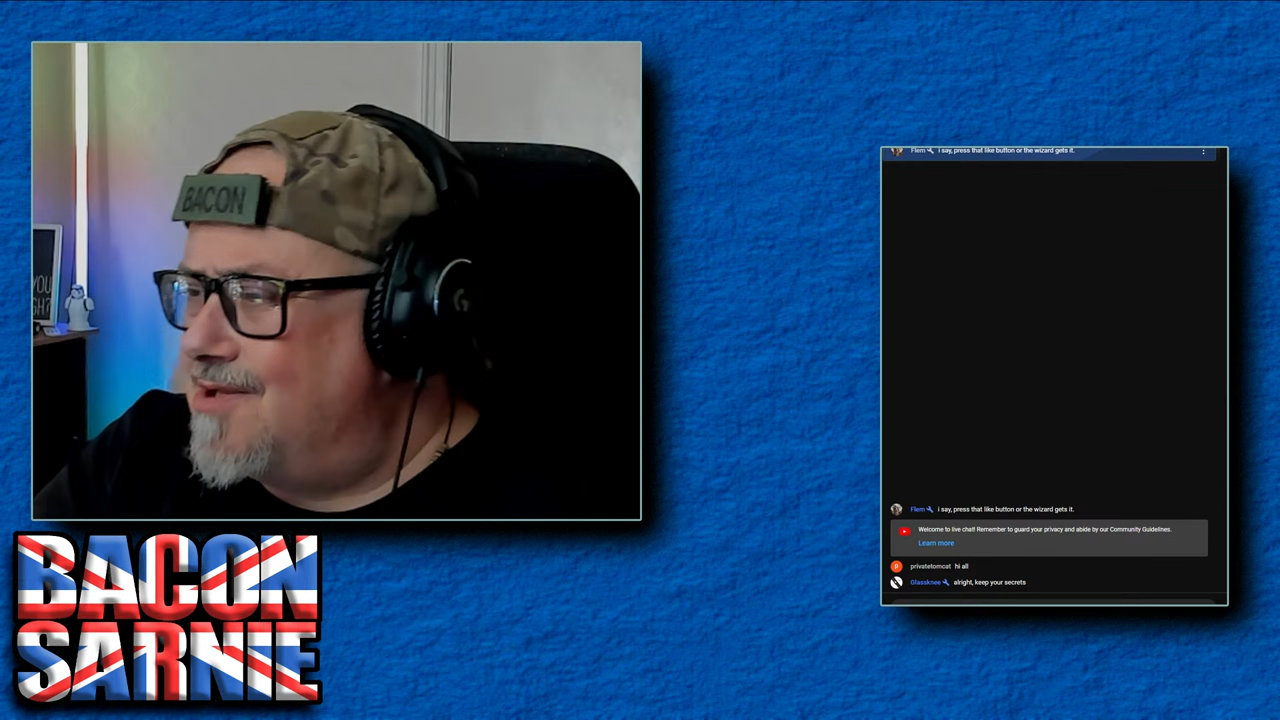 BACON
YOU
SH?
BACON
SARNIE
Flem i say, press that like button or the wizard gets it.
Flem i say, press that like button or the wizard gets it.
Welcome to live chat! Remember to guard your privacy and abide by our Community Guidelines.
Learn more
P privatetomcat hi all
Glassknee alright, keep your secrets